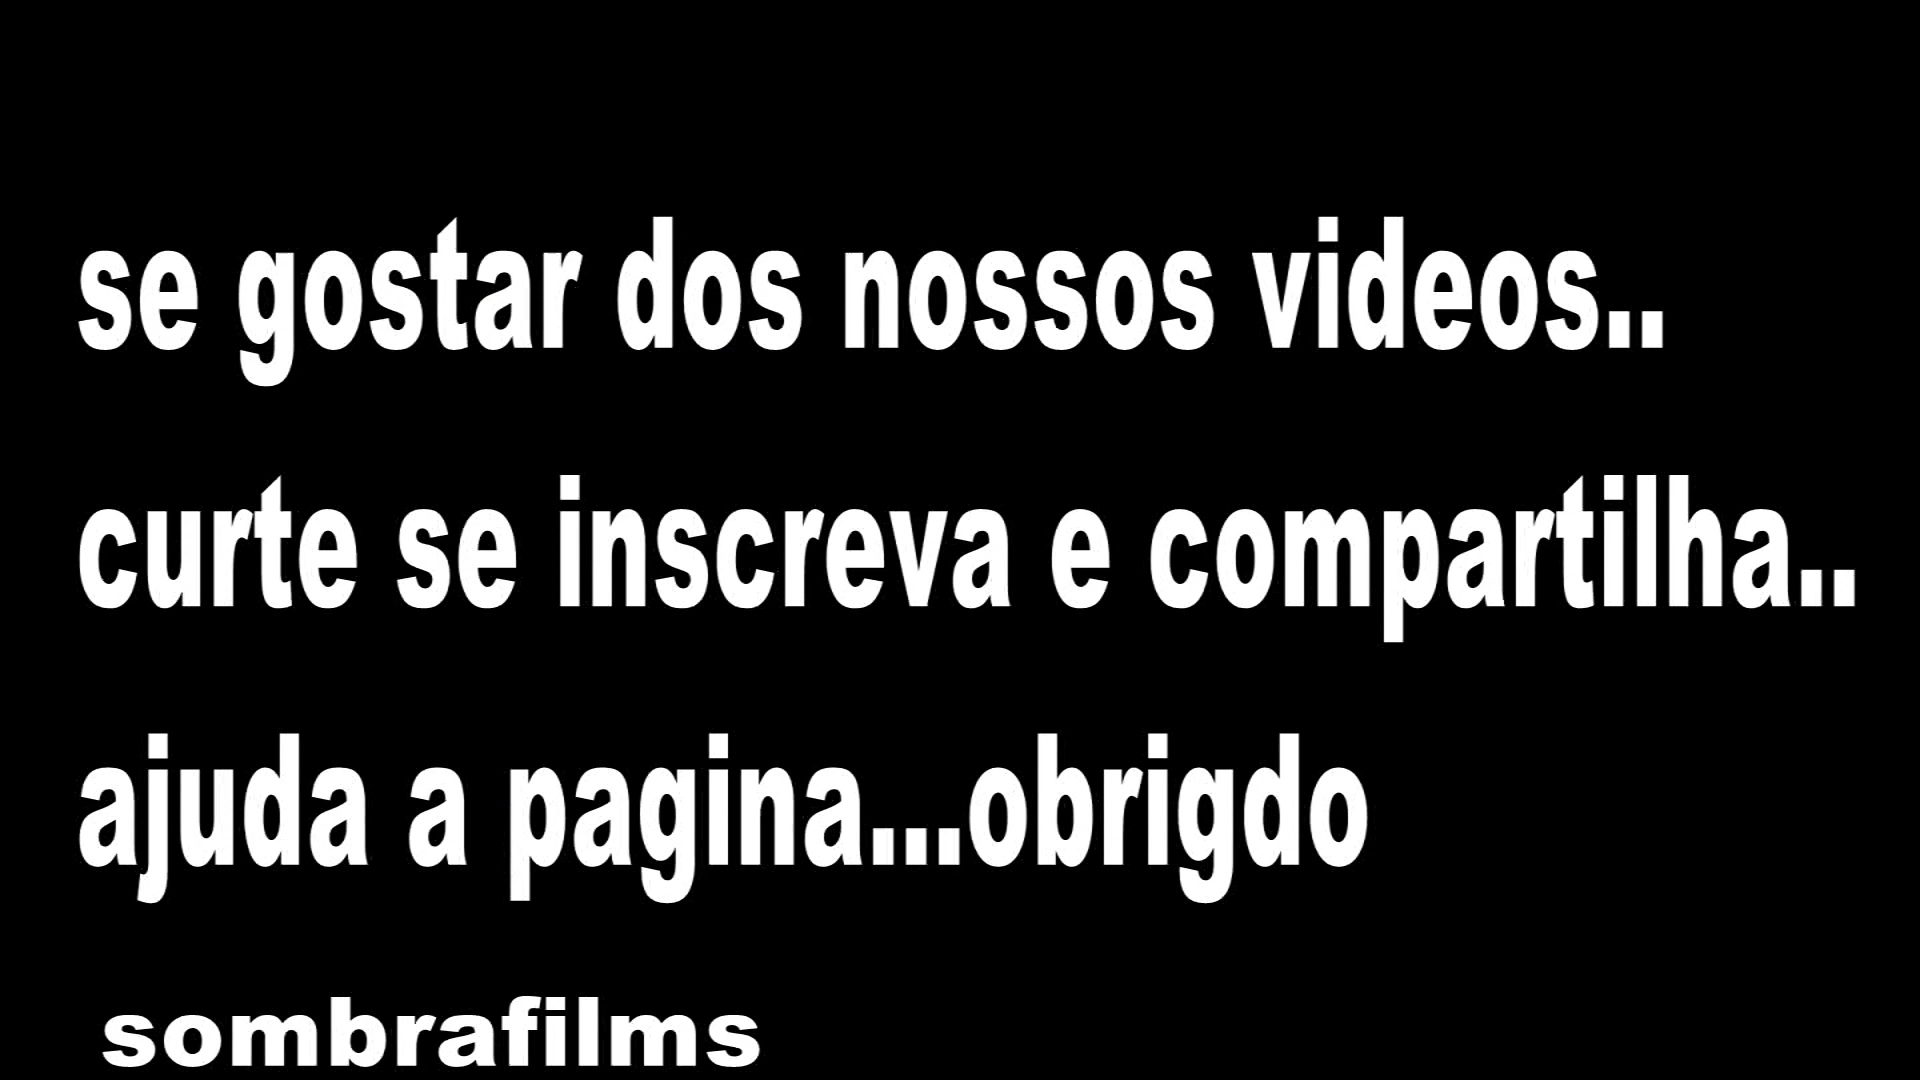 se gostar dos nossos videos..
curte se inscreva e compartilha..
ajuda a pagina...obrigdo
sombrafilms